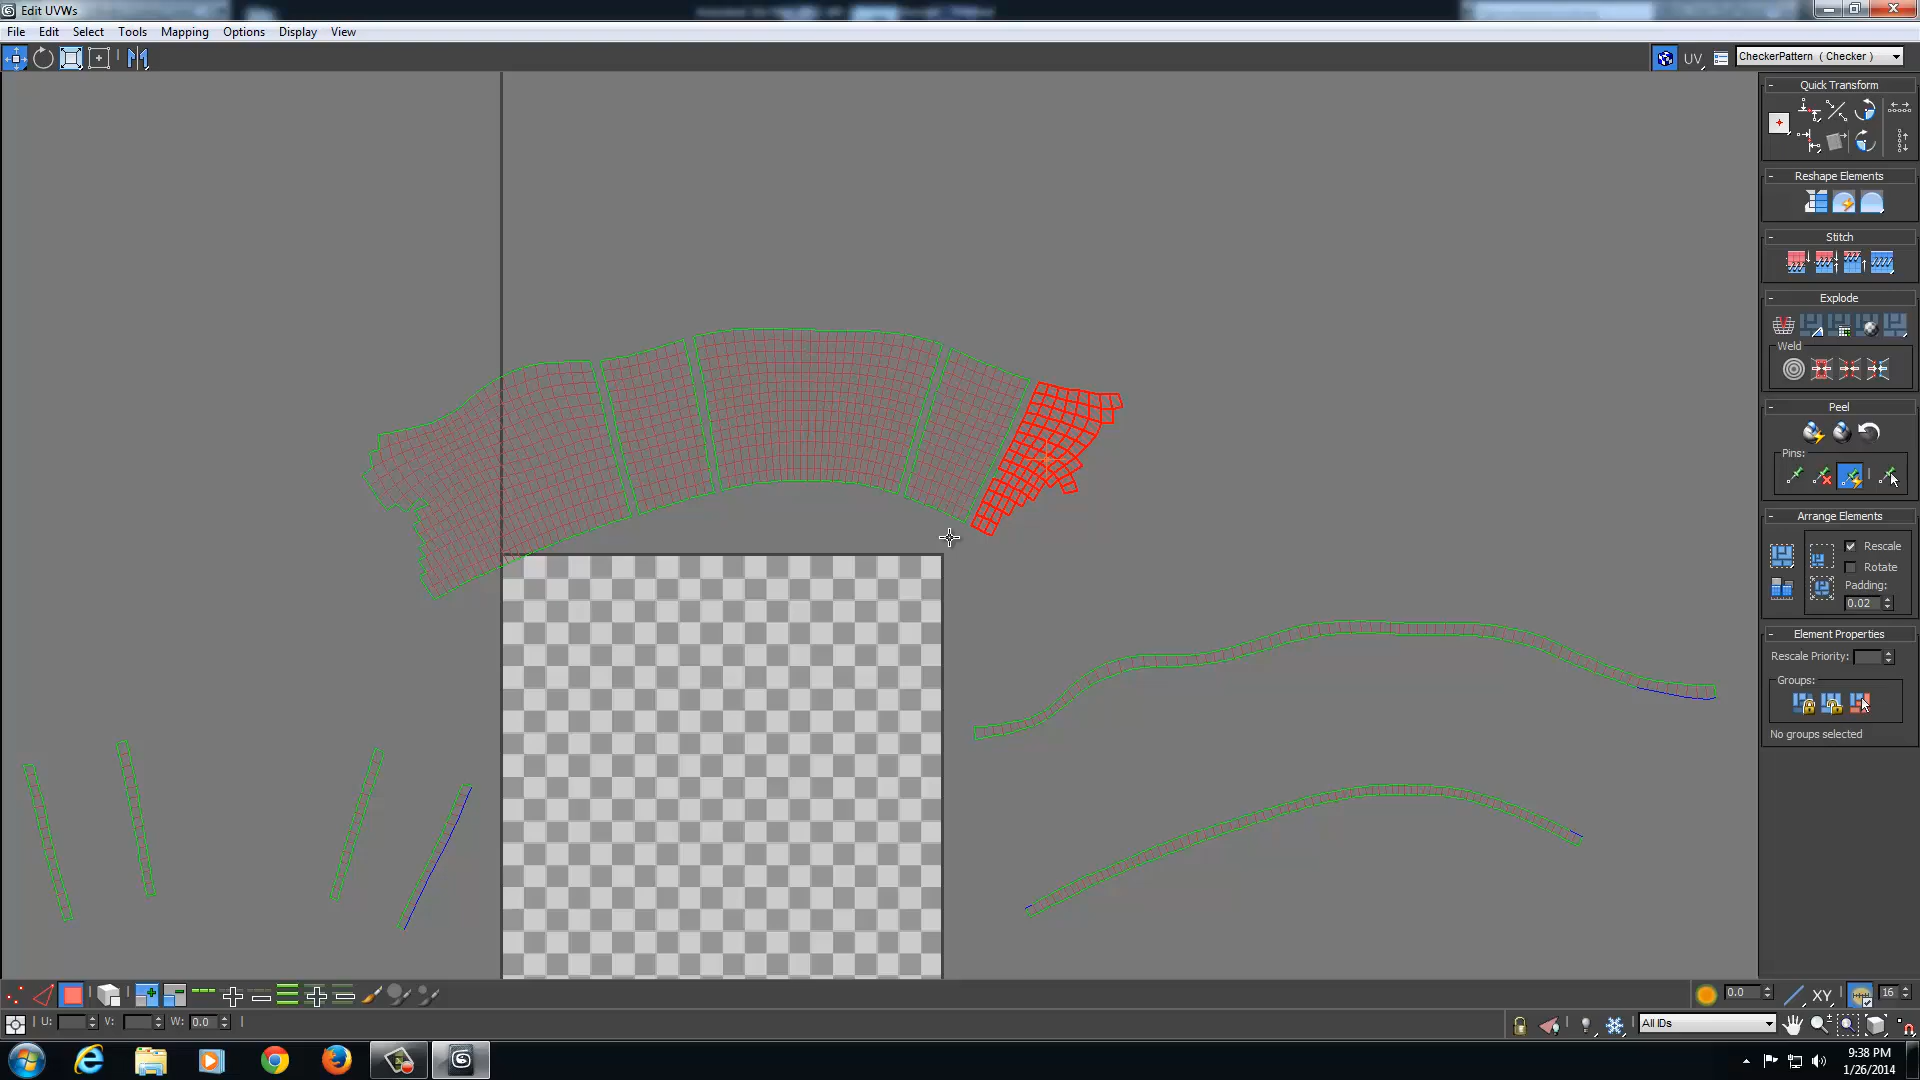 Edit UVWs
File Edit Select Tools Mapping Options Display View
UV CheckerPattern ( Checker )
- Quick Transform
- Reshape Elements
- Stitch
- Explode
Weld
- Peel
Pins:
- Arrange Elements
Rescale
Rotate
Padding:
0.02
- Element Properties
Rescale Priority:
Groups:
No groups selected
0.0 XY 16
U: V: W: 0.0 All IDs
9:38 PM
1/26/2014